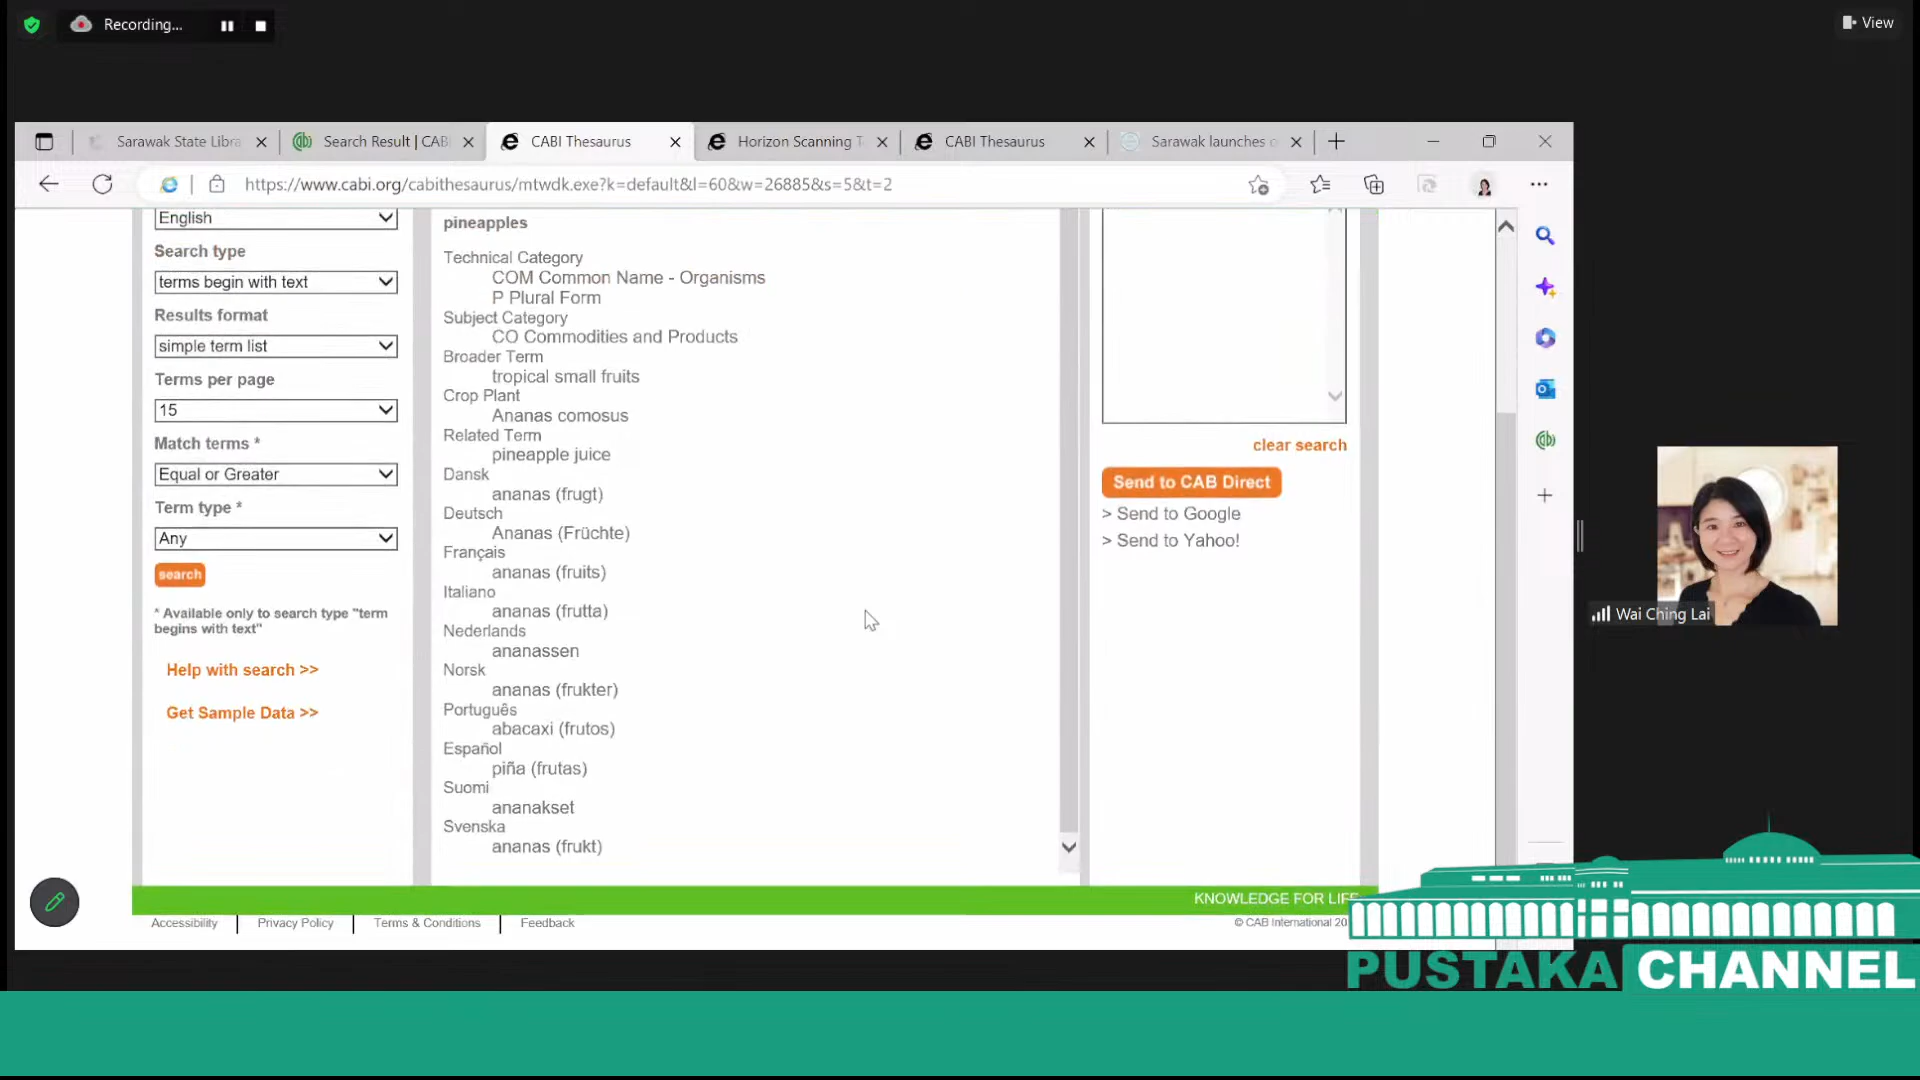 Recording...
View
Sarawak State Libra
Search Result | CAB
CABI Thesaurus
Horizon Scanning T
CABI Thesaurus
Sarawak launches o
https://www.cabi.org/cabithesaurus/mtwdk.exe?k=default&l=60&w=26885&s=5&t=2
English
Search type
terms begin with text
Results format
simple term list
Terms per page
15
Match terms *
Equal or Greater
Term type *
Any
search
* Available only to search type "term
begins with text"
Help with search >>
Get Sample Data >>
pineapples
Technical Category
COM Common Name - Organisms
P Plural Form
Subject Category
CO Commodities and Products
Broader Term
tropical small fruits
Crop Plant
Ananas comosus
Related Term
pineapple juice
Dansk
ananas (frugt)
Deutsch
Ananas (Früchte)
Français
ananas (fruits)
Italiano
ananas (frutta)
Nederlands
ananassen
Norsk
ananas (frukter)
Português
abacaxi (frutos)
Español
piña (frutas)
Suomi
ananakset
Svenska
ananas (frukt)
clear search
Send to CAB Direct
> Send to Google
> Send to Yahoo!
Wai Ching Lai
KNOWLEDGE FOR LIFE
Accessibility
Privacy Policy
Terms & Conditions
Feedback
© CAB International 20
PUSTAKA CHANNEL